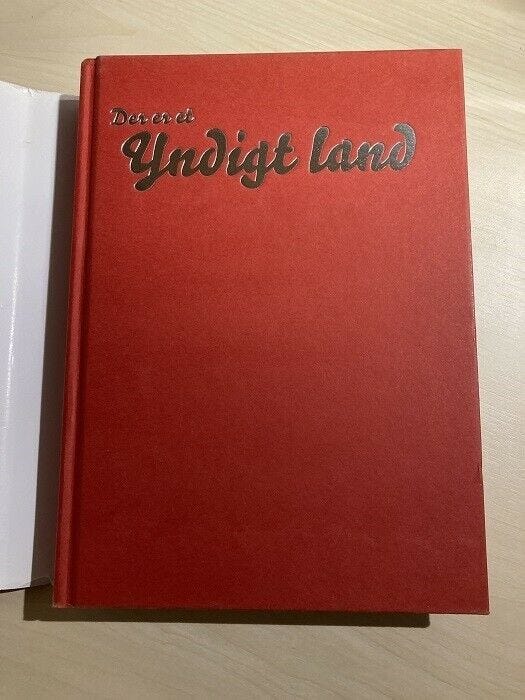 Der er et
Yndigt land